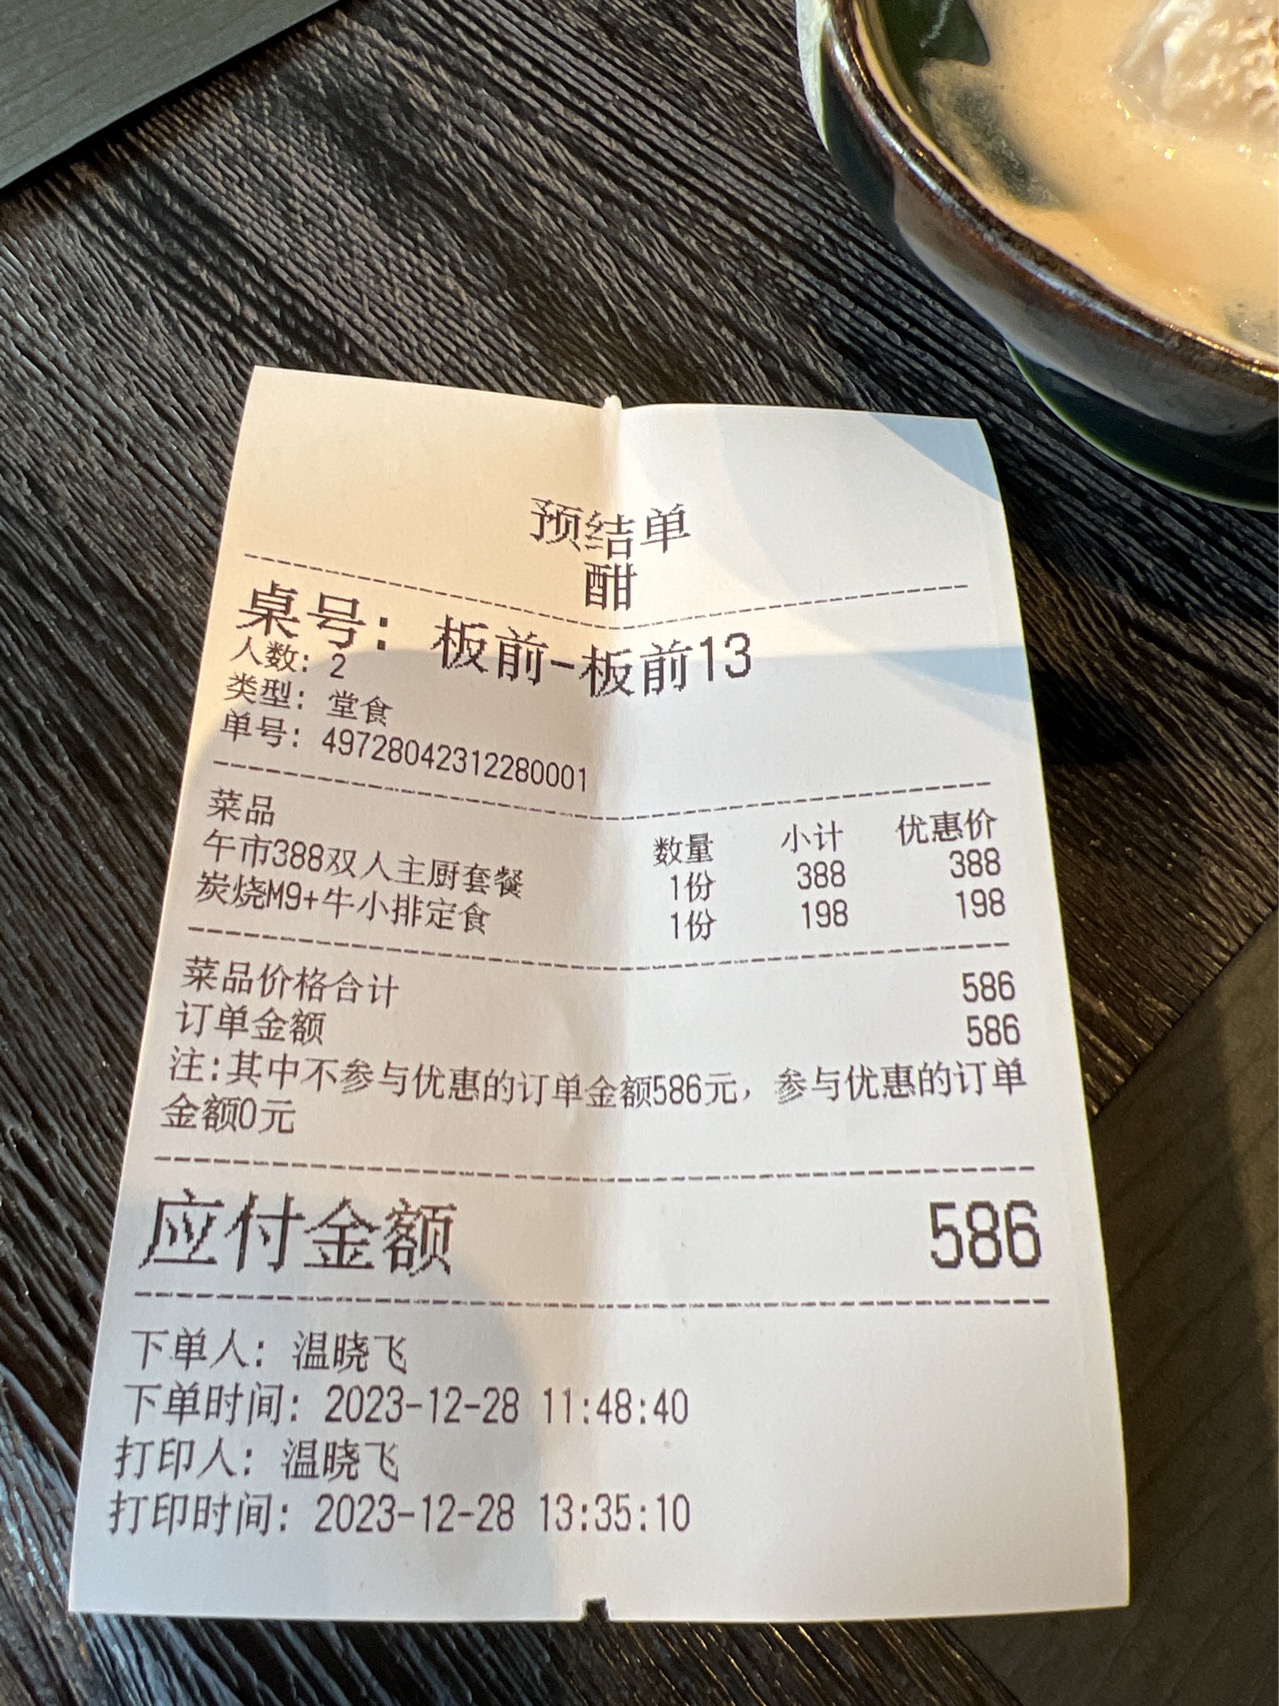 预结单
酣
桌号: 板前-板前13
人数: 2
类型: 堂食
单号: 49728042312280001
菜品 数量 小计 优惠价
午市388双人主厨套餐 1份 388 388
炭烧M9+牛小排定食 1份 198 198
菜品价格合计 586
订单金额 586
注:其中不参与优惠的订单金额586元, 参与优惠的订单
金额0元
应付金额 586
下单人: 温晓飞
下单时间: 2023-12-28 11:48:40
打印人: 温晓飞
打印时间: 2023-12-28 13:35:10